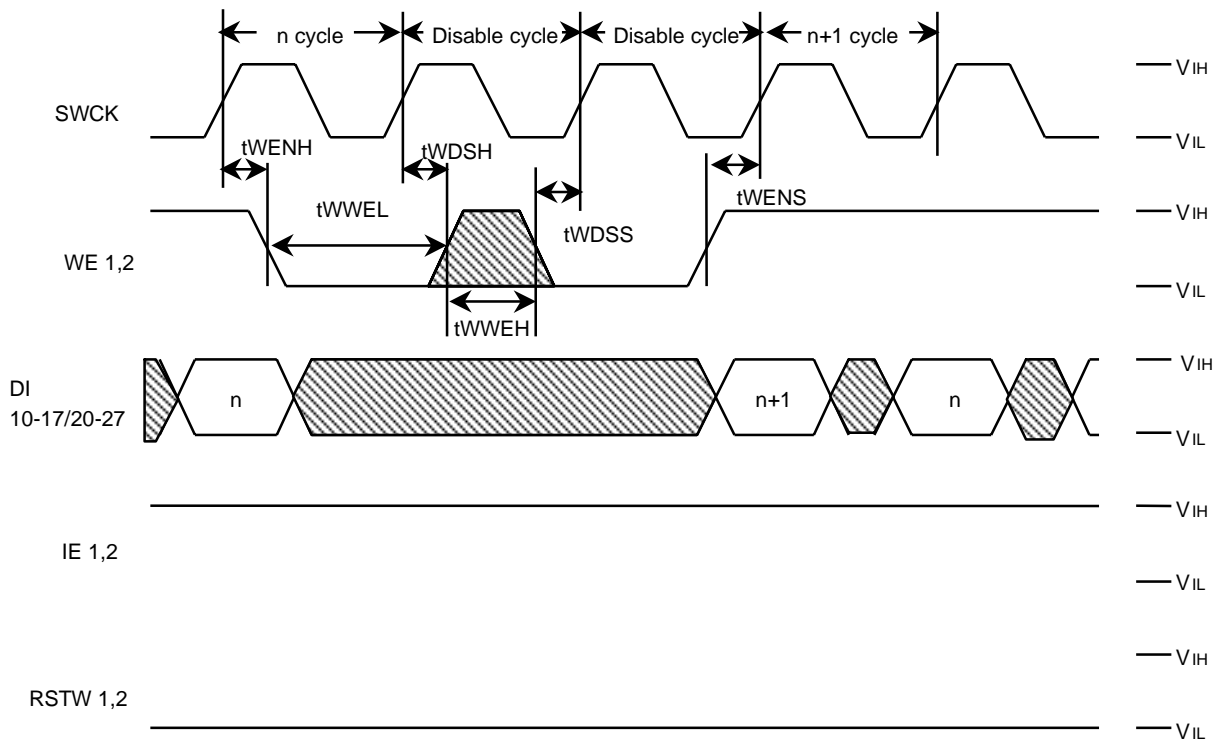 n cycle Disable cycle Disable cycle n+1 cycle
VIH
SWCK
VIL
tWENH tWDSH
tWENS
tWWEL
VIH
tWDSS
WE 1,2
VIL
tWWEH
VIH
DI
10-17/20-27
n n+1 n
VIL
VIH
IE 1,2
VIL
VIH
RSTW 1,2
VIL